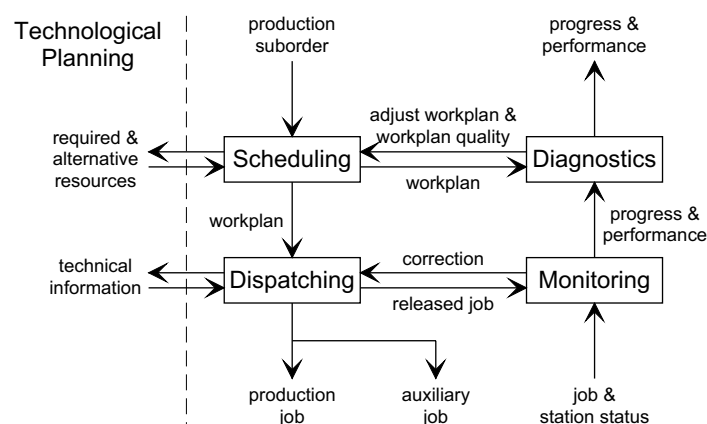 Technological
Planning
production
suborder
progress &
performance
required &
alternative
resources
Scheduling
adjust workplan &
workplan quality
workplan
Diagnostics
workplan
progress &
performance
technical
information
Dispatching
correction
released job
Monitoring
production
job
auxiliary
job
job &
station status